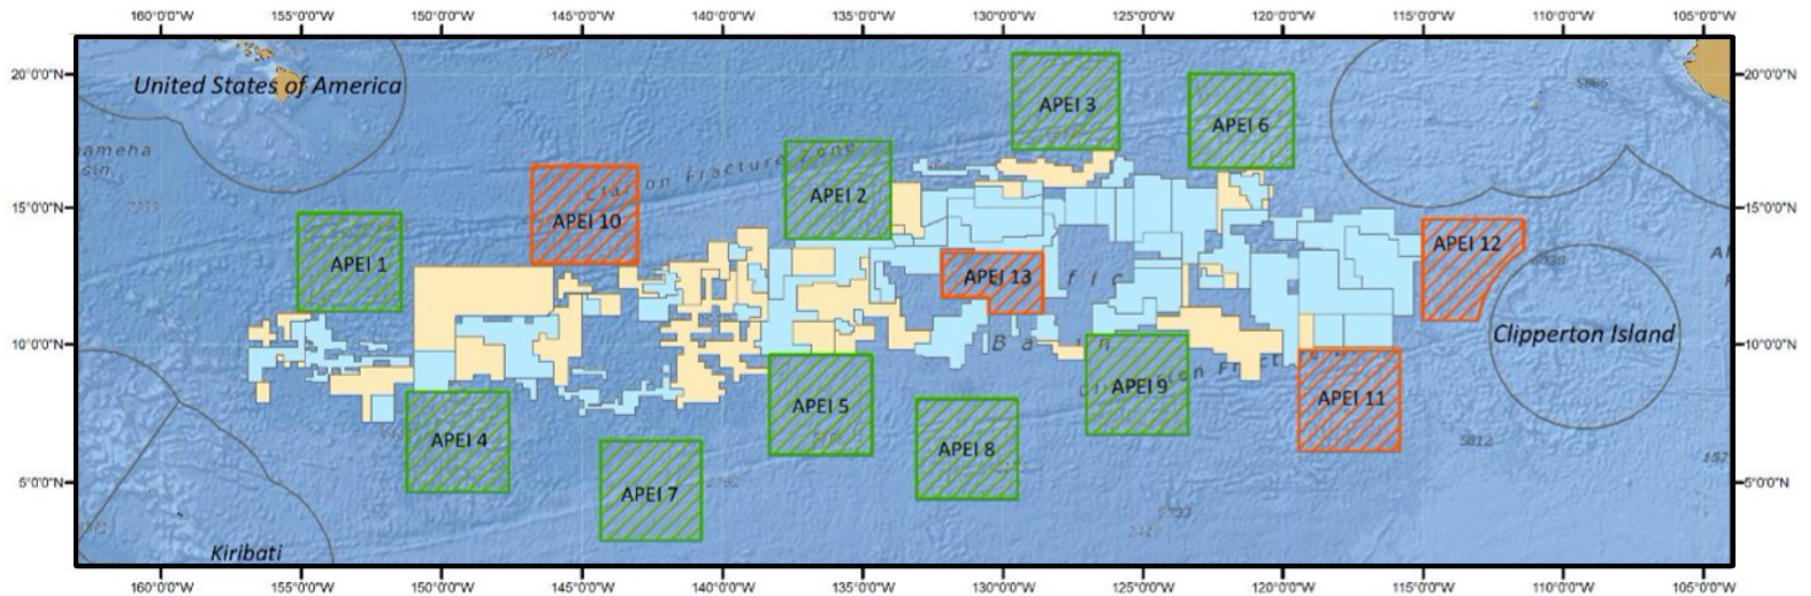 160°0'0"W 155°0'0"W 150°0'0"W 145°0'0"W 140°0'0"W 135°0'0"W 130°0'0"W 125°0'0"W 120°0'0"W 115°0'0"W 110°0'0"W 105°0'0"W
20°0'0"N 20°0'0"N
United States of America
APEI 3
APEI 6
Fracture Zone
APEI 2
APEI 10
15°0'0"N 15°0'0"N
APEI 1
APEI 12
APEI 13
f i c
Clipperton Island
10°0'0"N 10°0'0"N
B a i n
APEI 9
APEI 11
APEI 5
APEI 4
APEI 8
5812
APEI 7
5°0'0"N 5°0'0"N
Kiribati
160°0'0"W 155°0'0"W 150°0'0"W 145°0'0"W 140°0'0"W 135°0'0"W 130°0'0"W 125°0'0"W 120°0'0"W 115°0'0"W 110°0'0"W 105°0'0"W